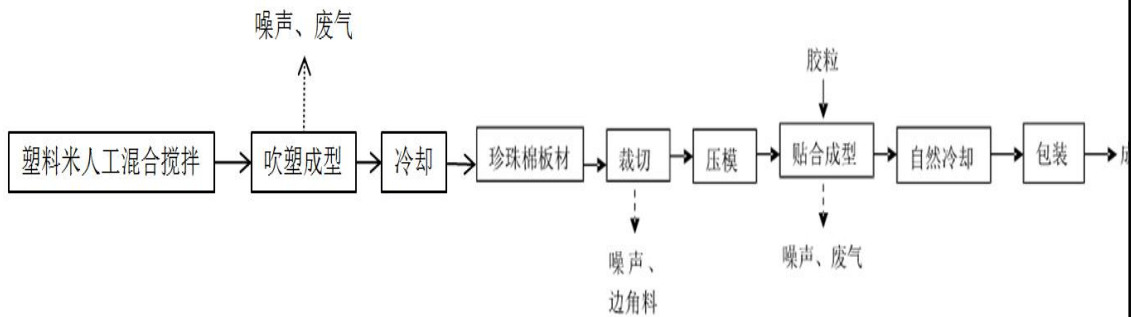 噪声、废气
胶粒
塑料米人工混合搅拌
吹塑成型
冷却
珍珠棉板材
裁切
压模
贴合成型
自然冷却
包装
噪声、
边角料
噪声、废气